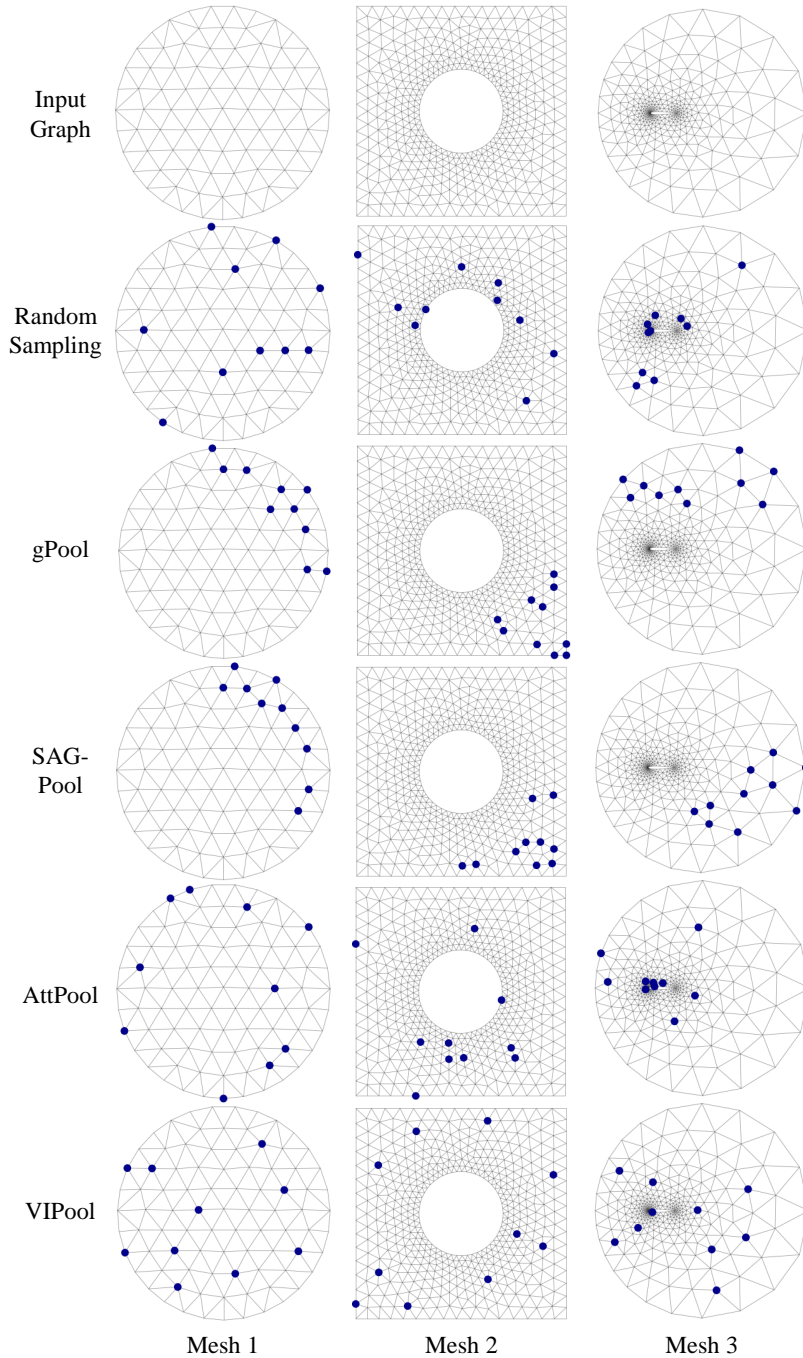 Input
Graph
Random
Sampling
gPool
SAG-
Pool
AttPool
VIPool
Mesh 1 Mesh 2 Mesh 3